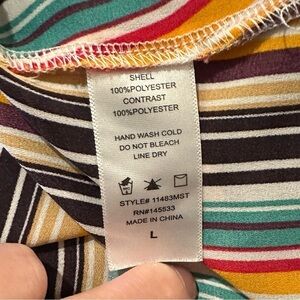 SHELL
100%POLYESTER
CONTRAST
100%POLYESTER
HAND WASH COLD
DO NOT BLEACH
LINE DRY
STYLE# 11483MST
RN#145533
MADE IN CHINA
L